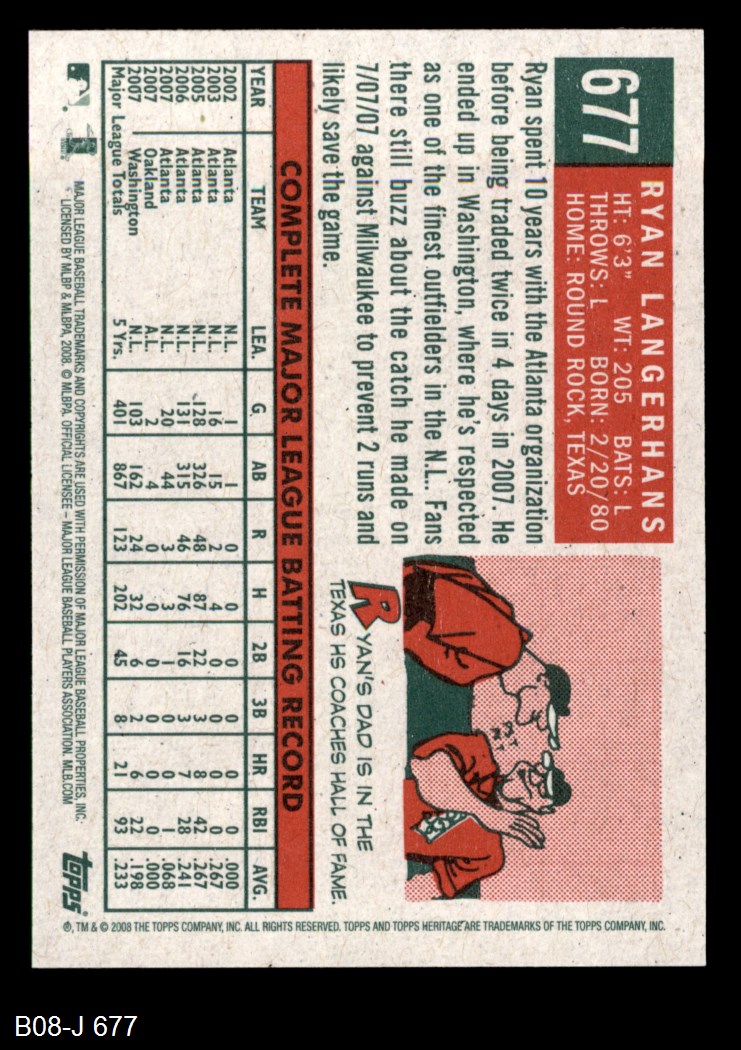 677
RYAN LANGERHANS
HT: 6'3" WT: 205 BATS: L
THROWS: L BORN: 2/20/80
HOME: ROUND ROCK, TEXAS
Ryan spent 10 years with the Atlanta organization
before being traded twice in 4 days in 2007. He
ended up in Washington, where he's respected
as one of the finest outfielders in the N.L.. Fans
there still buzz about the catch he made on
7/07/07 against Milwaukee to prevent 2 runs and
likely save the game.
RYAN'S DAD IS IN THE
TEXAS HS COACHES HALL OF FAME.
COMPLETE MAJOR LEAGUE BATTING RECORD
YEAR TEAM LEA. G AB R H 2B 3B HR RBI AVG.
2002 Atlanta N.L. 1 1 0 0 0 0 0 0 .000
2003 Atlanta N.L. 16 15 2 4 0 0 0 0 .267
2005 Atlanta N.L. 128 326 48 87 22 3 8 42 .267
2006 Atlanta N.L. 131 315 46 76 16 3 7 28 .241
2007 Atlanta N.L. 20 44 3 3 1 0 0 1 .068
2007 Oakland A.L. 2 4 0 0 0 0 0 0 .000
2007 Washington N.L. 103 162 24 32 6 2 6 22 .198
Major League Totals 5 Yrs. 401 867 123 202 45 8 21 93 .233
MAJOR LEAGUE BASEBALL TRADEMARKS AND COPYRIGHTS ARE USED WITH PERMISSION OF MAJOR LEAGUE BASEBALL PROPERTIES, INC.
LICENSED BY MLBP & MLBPA, 2008. © MLBPA. OFFICIAL LICENSEE – MAJOR LEAGUE BASEBALL PLAYERS ASSOCIATION. MLB.COM
topps®
®, TM & © 2008 THE TOPPS COMPANY, INC. ALL RIGHTS RESERVED. TOPPS AND TOPPS HERITAGE ARE TRADEMARKS OF THE TOPPS COMPANY, INC.
B08-J 677